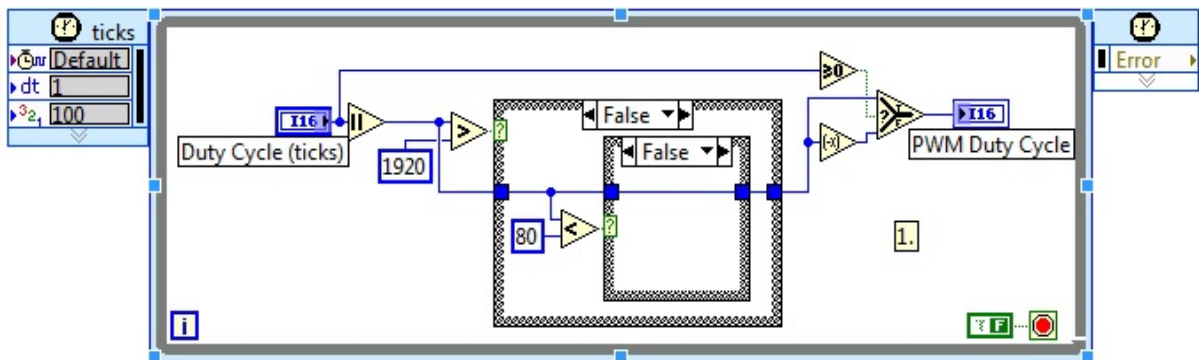 ticks
Default
dt 1
321 100
Error
I16
Duty Cycle (ticks)
>
1920
?
False
False
80
<
?
≥0
?
T
F
-x
I16
PWM Duty Cycle
1.
i
F